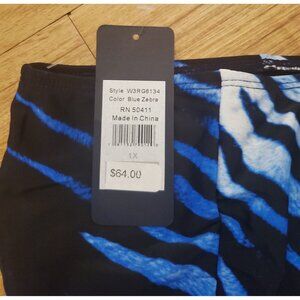 Style W3RG6134
Color Blue Zebra
RN 50411
Made in China
1X
$64.00